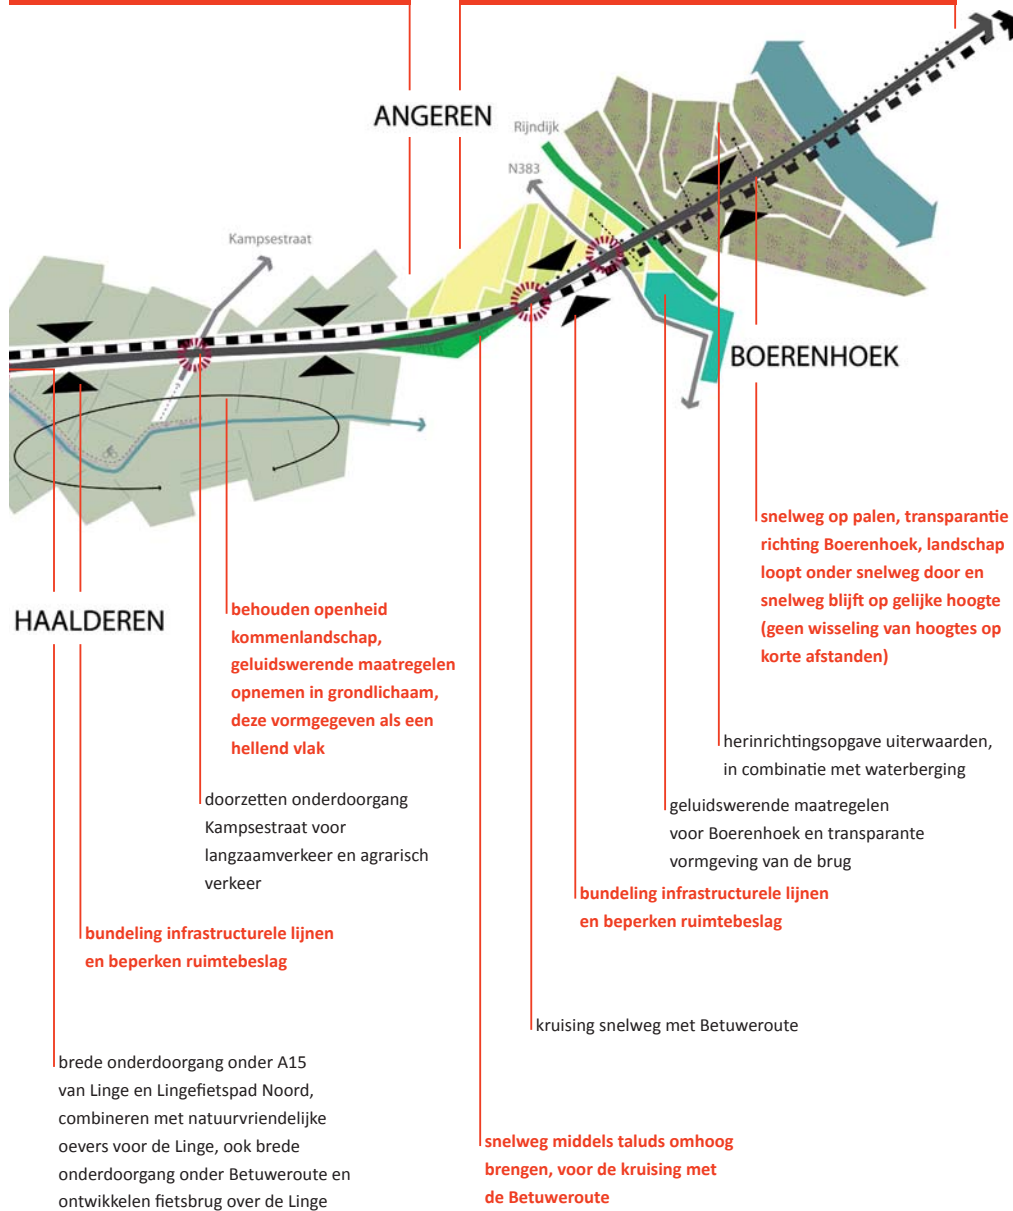 ANGEREN
Rijndijk
N383
Kampsestraat
BOERENHOEK
HAALDEREN
snelweg op palen, transparantie
richting Boerenhoek, landschap
loopt onder snelweg door en
snelweg blijft op gelijke hoogte
(geen wisseling van hoogtes op
korte afstanden)
behouden openheid
kommenlandschap,
geluidswerende maatregelen
opnemen in grondlichaam,
deze vormgegeven als een
hellend vlak
herinrichtingsopgave uiterwaarden,
in combinatie met waterberging
doorzetten onderdoorgang
Kampsestraat voor
langzaamverkeer en agrarisch
verkeer
geluidswerende maatregelen
voor Boerenhoek en transparante
vormgeving van de brug
bundeling infrastructurele lijnen
en beperken ruimtebeslag
bundeling infrastructurele lijnen
en beperken ruimtebeslag
kruising snelweg met Betuweroute
brede onderdoorgang onder A15
van Linge en Lingefietspad Noord,
combineren met natuurvriendelijke
oevers voor de Linge, ook brede
onderdoorgang onder Betuweroute en
ontwikkelen fietsbrug over de Linge
snelweg middels taluds omhoog
brengen, voor de kruising met
de Betuweroute